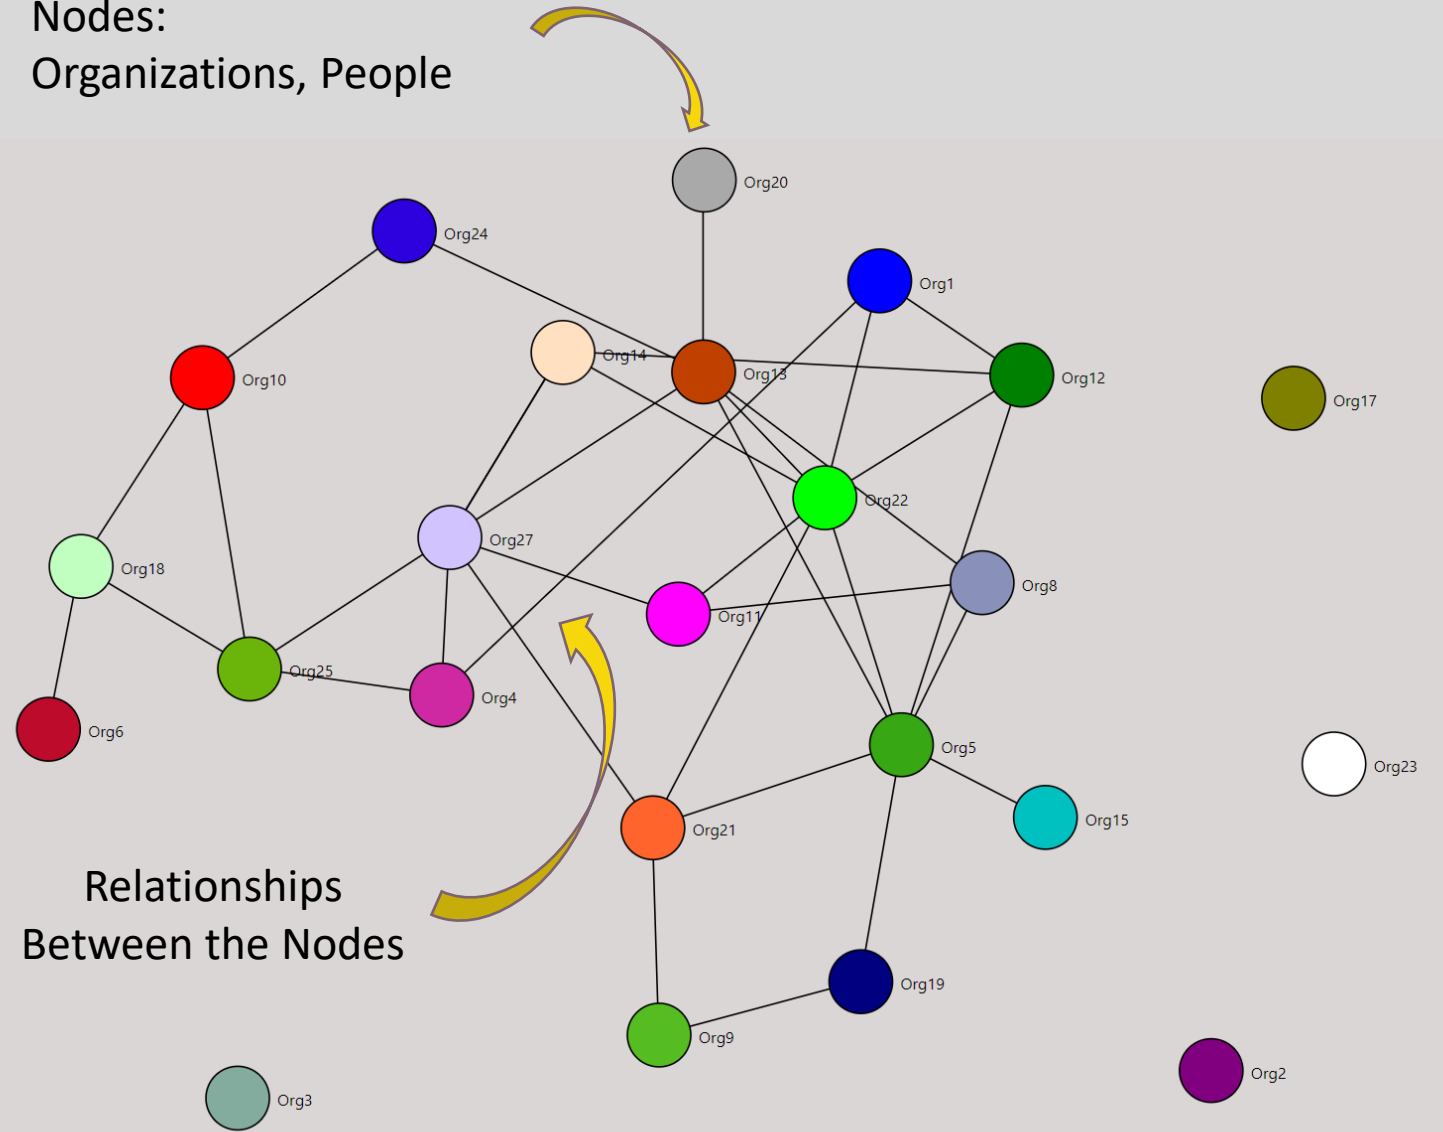 Nodes:
Organizations, People
Org20
Org24
Org1
Org14
Org13
Org12
Org10
Org17
Org22
Org27
Org18
Org8
Org11
Org25
Org4
Org6
Org5
Org23
Org15
Org21
Relationships
Between the Nodes
Org19
Org9
Org2
Org3